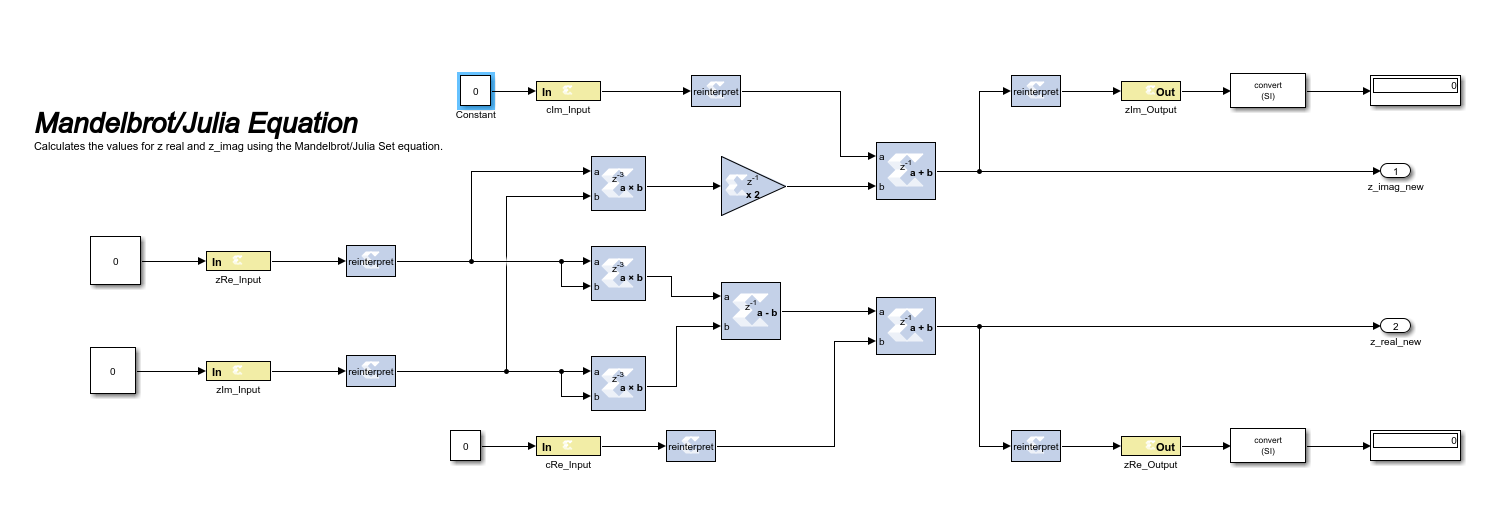 0
In
reinterpret
reinterpret
Out
convert
(SI)
0
Constant
cIm_Input
zIm_Output
Mandelbrot/Julia Equation
Calculates the values for z real and z_imag using the Mandelbrot/Julia Set equation.
a
b
z-3
a × b
z-1
x 2
a
b
z-1
a + b
1
z_imag_new
0
In
reinterpret
zRe_Input
a
b
z-3
a × b
a
b
z-1
a - b
a
b
z-1
a + b
2
z_real_new
0
In
reinterpret
zIm_Input
a
b
z-3
a × b
0
In
reinterpret
reinterpret
Out
convert
(SI)
0
cRe_Input
zRe_Output